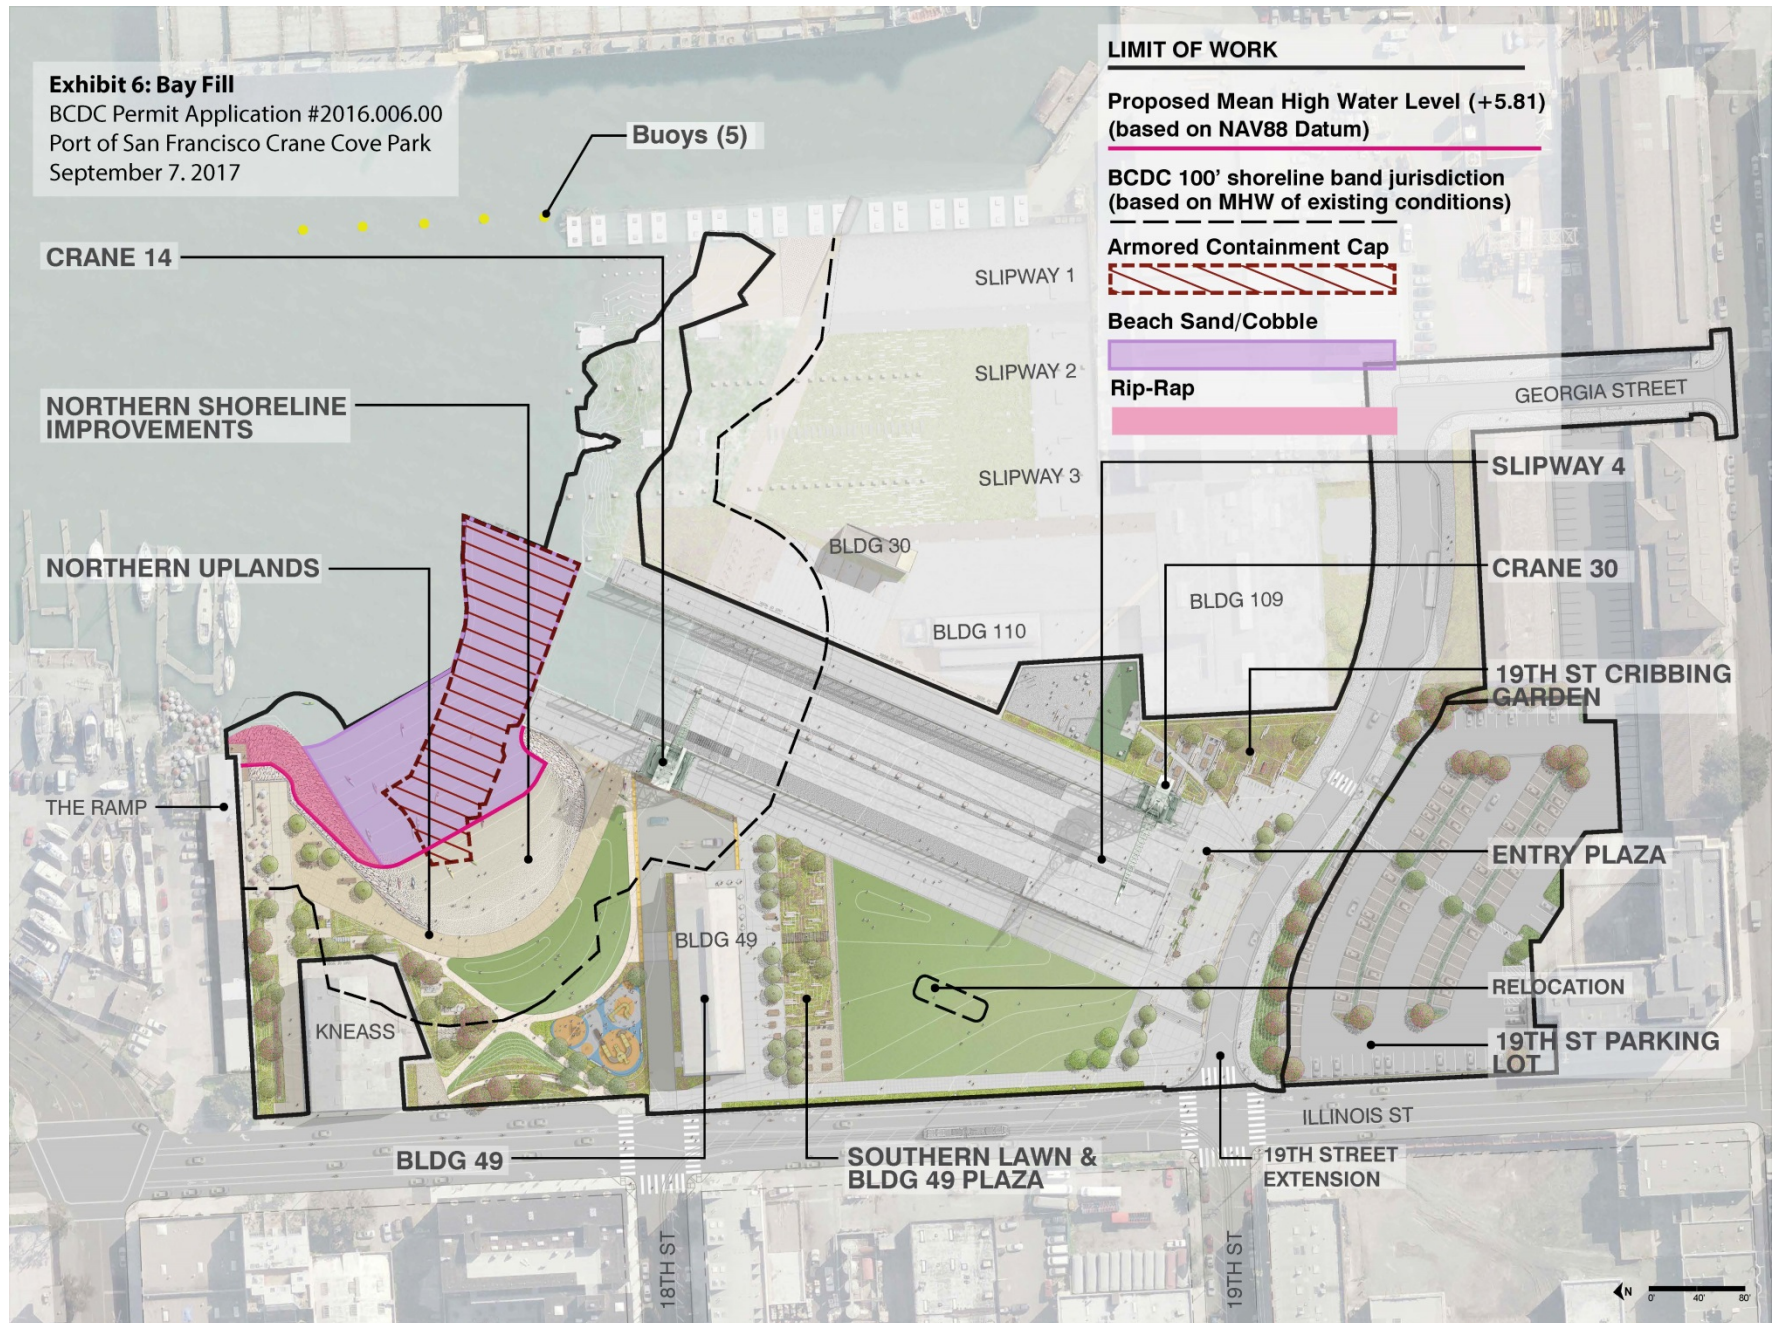 Exhibit 6: Bay Fill
BCDC Permit Application #2016.006.00
Port of San Francisco Crane Cove Park
September 7. 2017
LIMIT OF WORK
Proposed Mean High Water Level (+5.81)
(based on NAV88 Datum)
BCDC 100' shoreline band jurisdiction
(based on MHW of existing conditions)
Armored Containment Cap
Beach Sand/Cobble
Rip-Rap
Buoys (5)
CRANE 14
SLIPWAY 1
SLIPWAY 2
SLIPWAY 3
GEORGIA STREET
NORTHERN SHORELINE
IMPROVEMENTS
SLIPWAY 4
NORTHERN UPLANDS
BLDG 30
CRANE 30
BLDG 109
BLDG 110
19TH ST CRIBBING
GARDEN
THE RAMP
ENTRY PLAZA
BLDG 49
RELOCATION
KNEASS
19TH ST PARKING
LOT
ILLINOIS ST
BLDG 49
SOUTHERN LAWN &
BLDG 49 PLAZA
19TH STREET
EXTENSION
18TH ST
19TH ST
N
0' 40' 80'